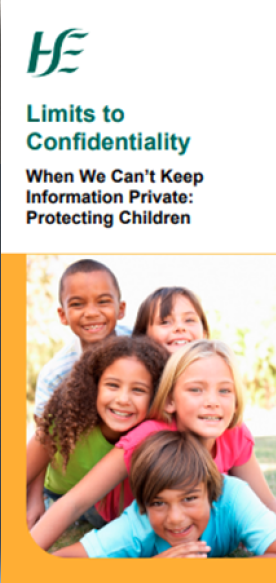 HSE
Limits to
Confidentiality
When We Can't Keep
Information Private:
Protecting Children